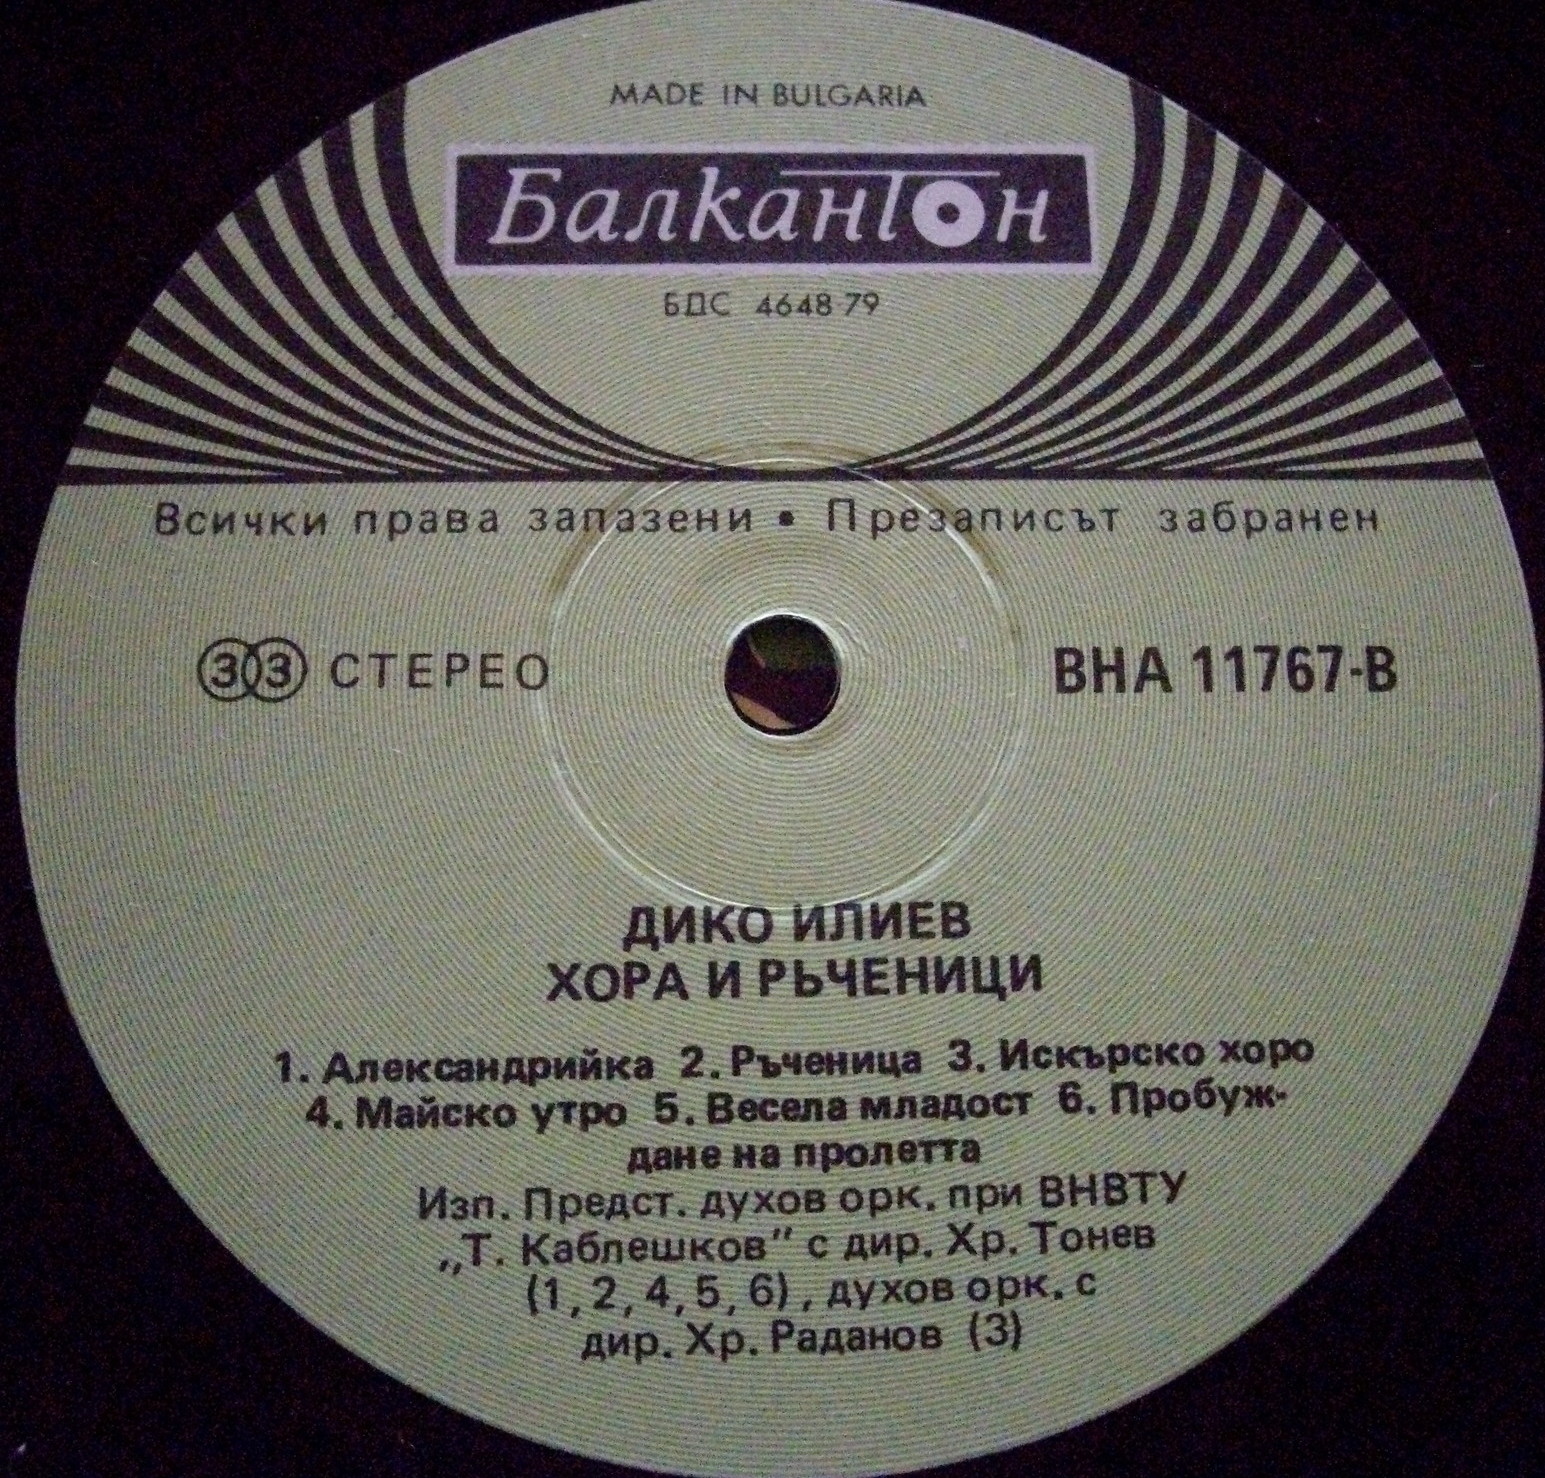 MADE IN BULGARIA
Балкантон
БДС 4648 79
Всички права запазени • Презаписът забранен
33 СТЕРЕО ВНА 11767-В
ДИКО ИЛИЕВ
ХОРА И РЪЧЕНИЦИ
1. Александрийка 2. Ръченица 3. Искърско хоро
4. Майско утро 5. Весела младост 6. Пробуж-
дане на пролетта
Изп. Предст. духов орк. при ВНВТУ
„Т. Каблешков" с дир. Хр. Тонев
(1, 2, 4, 5, 6), духов орк. с
дир. Хр. Раданов (3)